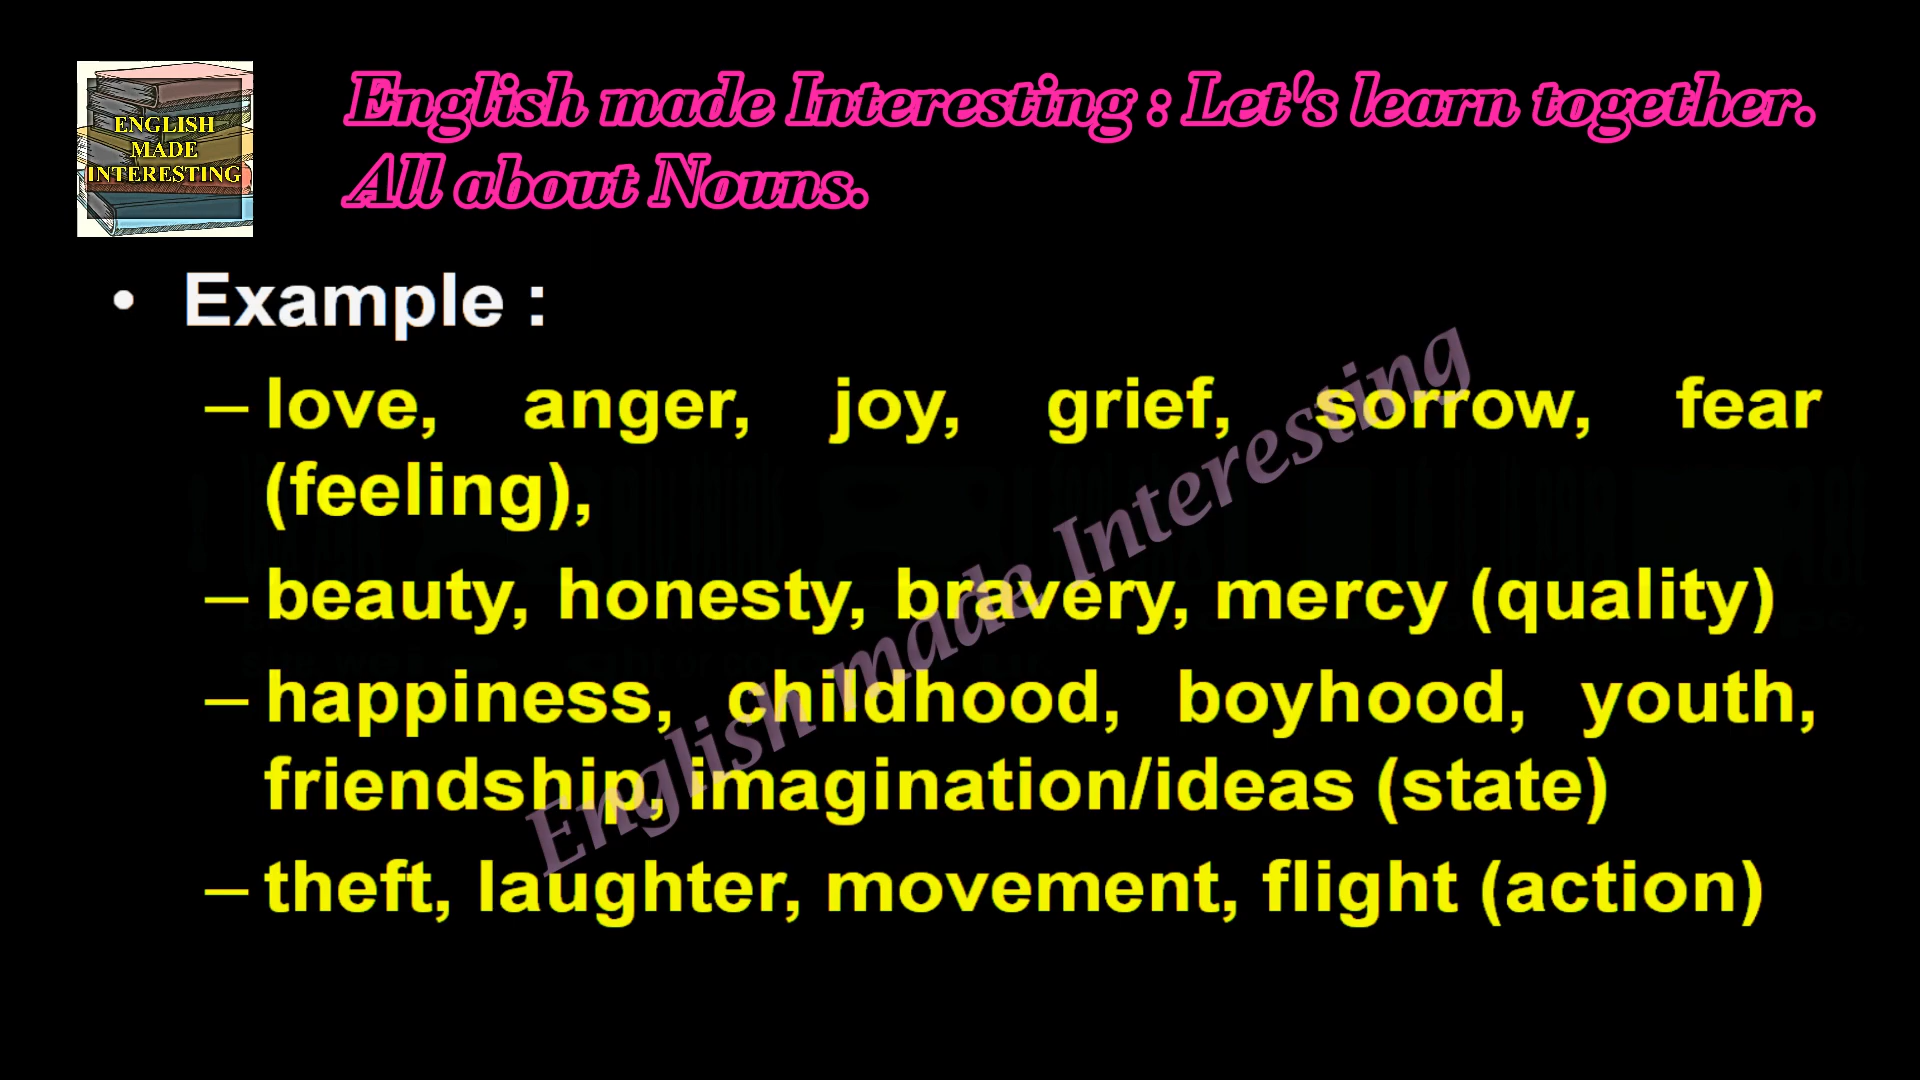 ENGLISH
MADE
INTERESTING
English made Interesting : Let's learn together.
All about Nouns.
• Example :
– love, anger, joy, grief, sorrow, fear
(feeling),
– beauty, honesty, bravery, mercy (quality)
– happiness, childhood, boyhood, youth,
friendship, imagination/ideas (state)
– theft, laughter, movement, flight (action)
English made Interesting